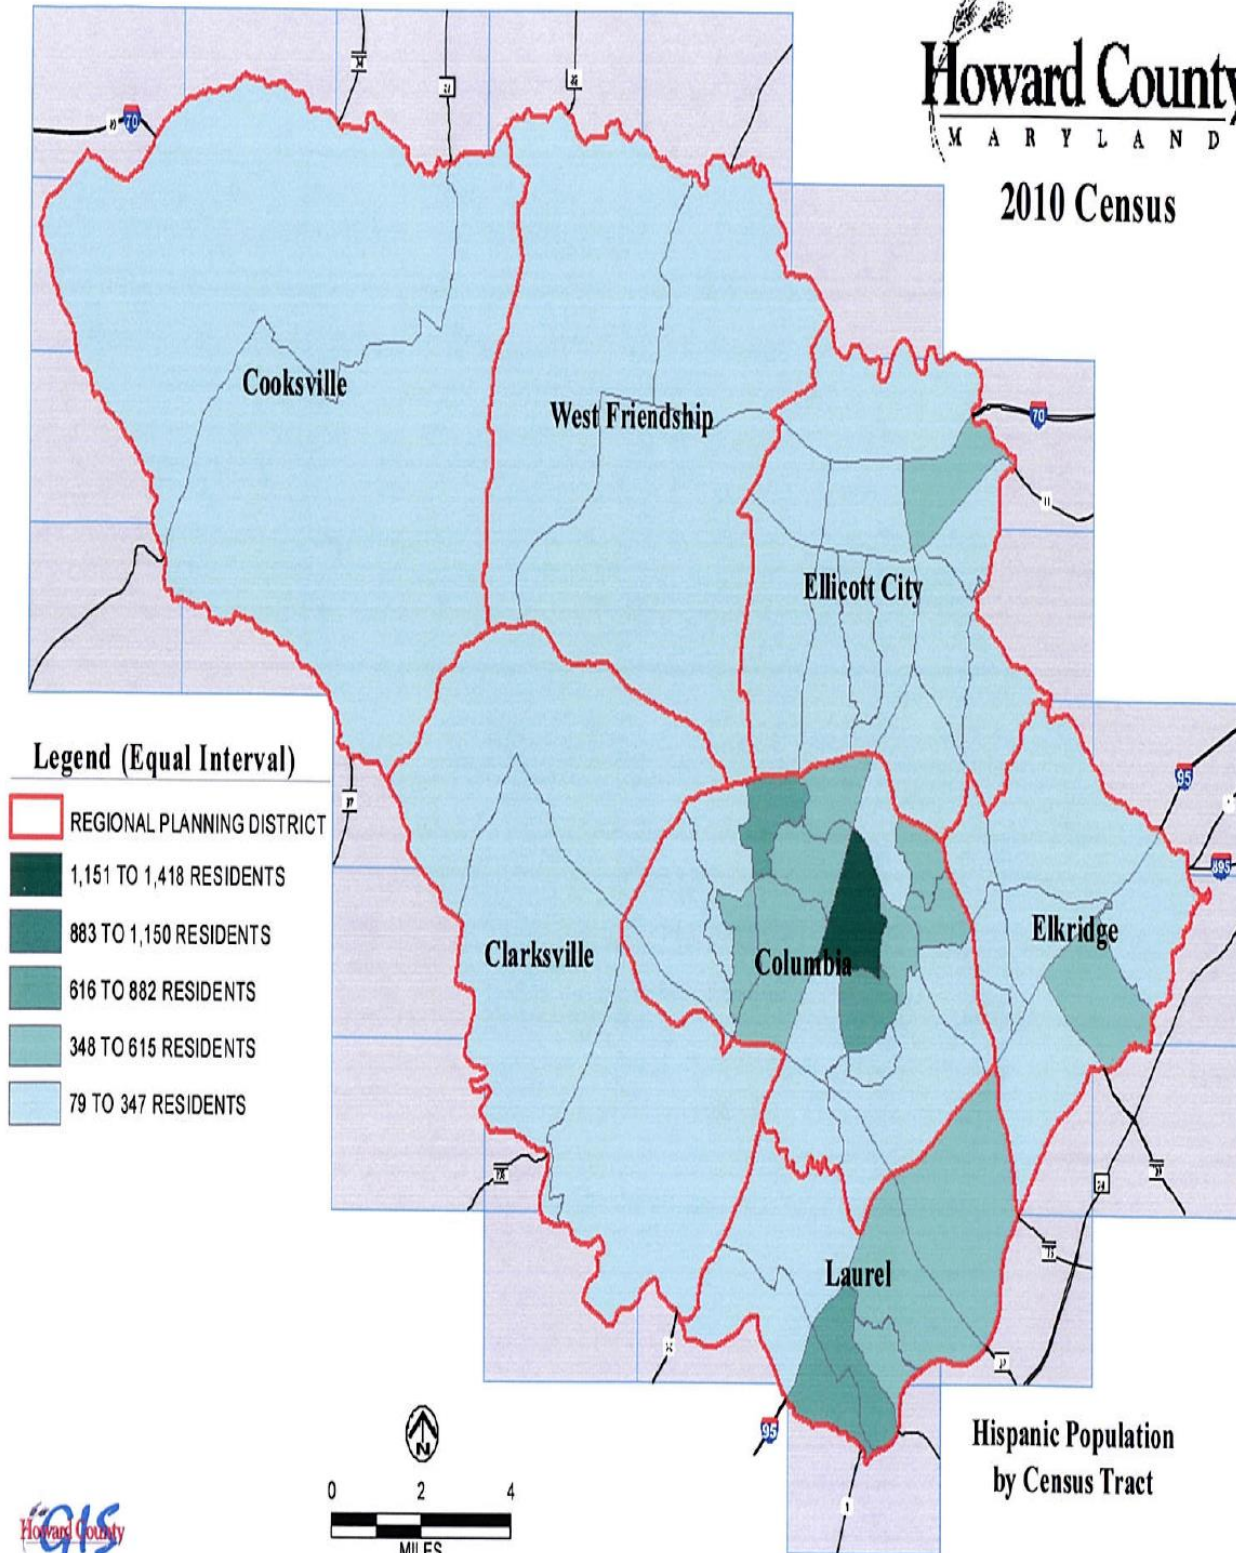 Howard County
MARYLAND
2010 Census
70
70
Cooksville
West Friendship
Ellicott City
Legend (Equal Interval)
REGIONAL PLANNING DISTRICT
1,151 TO 1,418 RESIDENTS
883 TO 1,150 RESIDENTS
616 TO 882 RESIDENTS
348 TO 615 RESIDENTS
79 TO 347 RESIDENTS
95
895
Clarksville
Columbia
Elkridge
Laurel
95
1
Hispanic Population
by Census Tract
N
0 2 4
MILES
Howard County
GIS